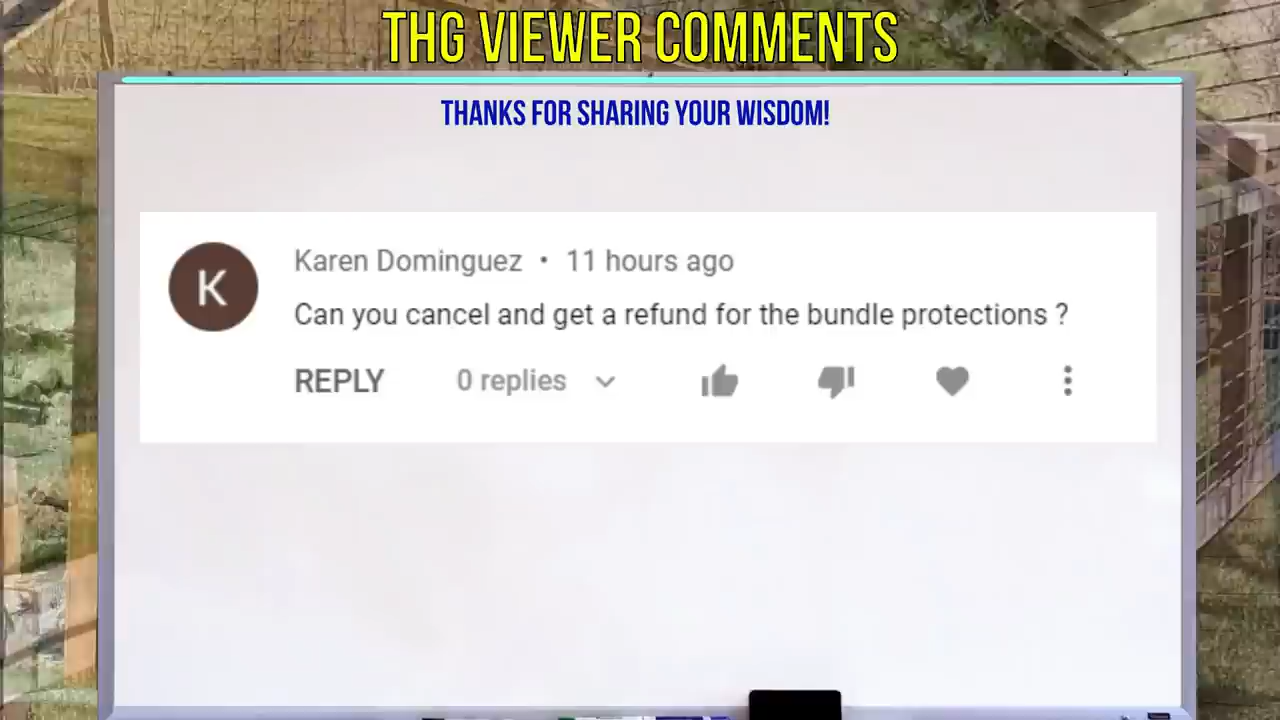 THG VIEWER COMMENTS
THANKS FOR SHARING YOUR WISDOM!
K
Karen Dominguez • 11 hours ago
Can you cancel and get a refund for the bundle protections ?
REPLY 0 replies